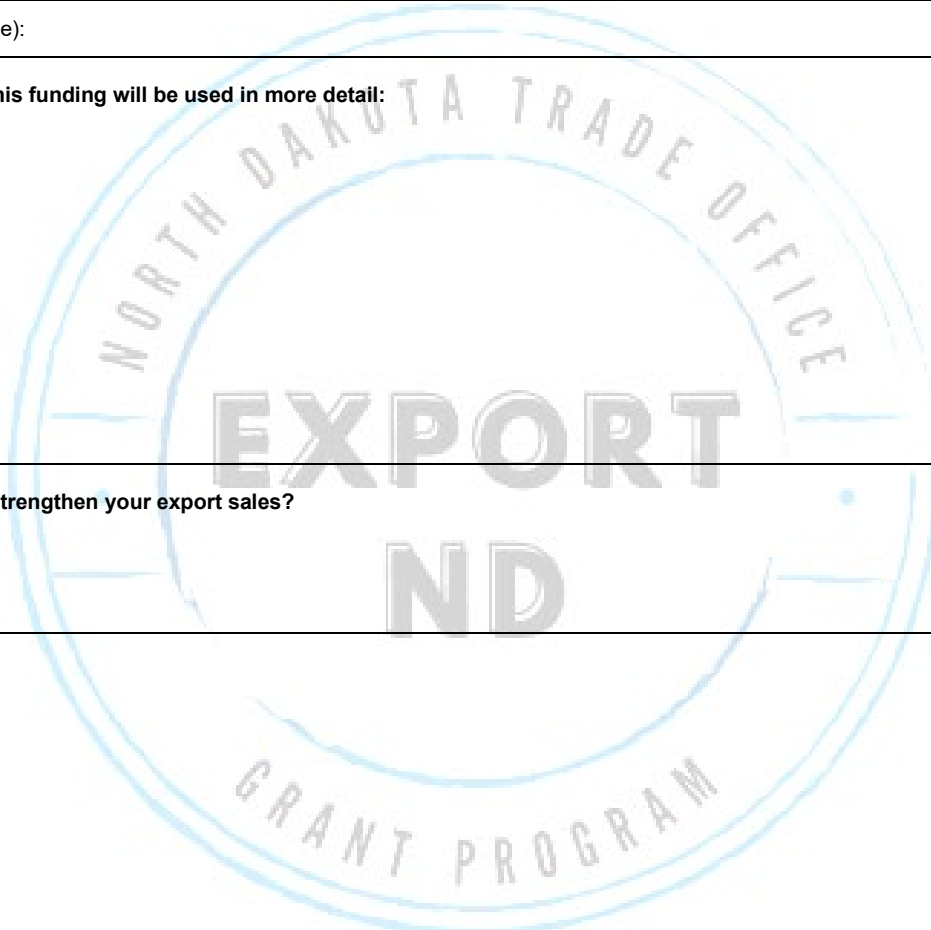 e):
his funding will be used in more detail:
NORTH DAKOTA TRADE OFFICE
EXPORT
trengthen your export sales?
ND
GRANT PROGRAM